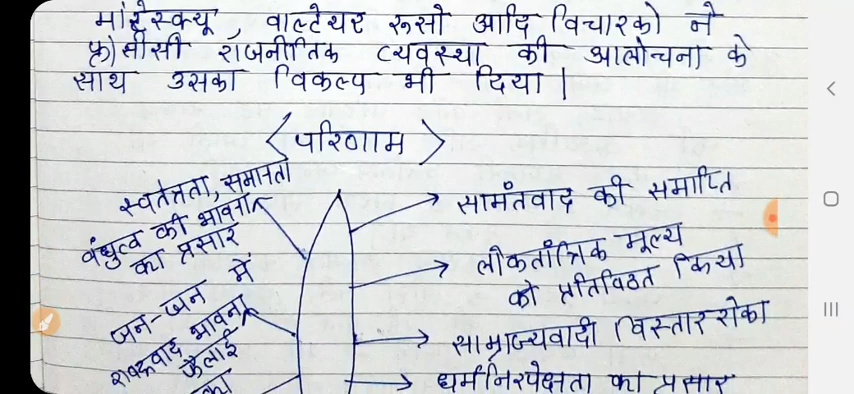 मांटेस्क्यू, वाल्टेयर रूसो आदि विचारको ने
फ्रांसीसी राजनीतिक व्यवस्था की आलोचना के
साथ उसका विकल्प भी दिया |
<परिणाम>
स्वतंत्रता, समानता
वंधुत्व की भावना
का प्रसार
जन-जन में
राष्ट्रवाद भावना
फैलाई
का
सामंतवाद की समाप्ति
लोकतांत्रिक मूल्य
को प्रतिष्ठित किया
साम्राज्यवादी विस्तार रोका
धर्मनिरपेक्षता का प्रसार